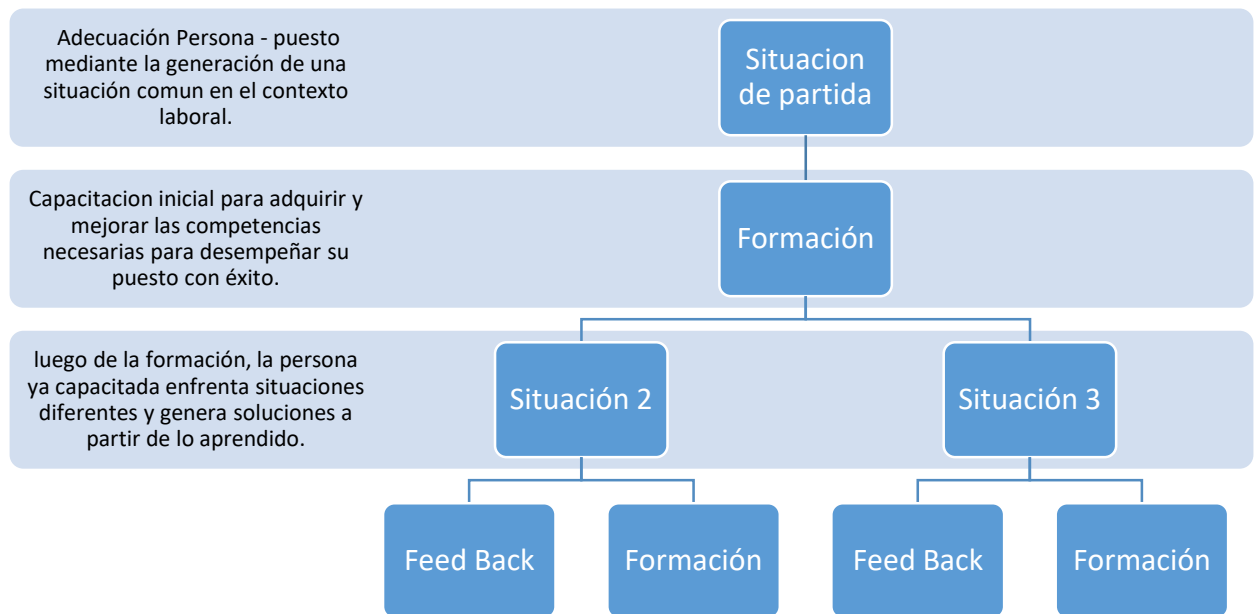 Adecuación Persona - puesto
mediante la generación de una
situación comun en el contexto
laboral.
Situacion
de partida
Capacitacion inicial para adquirir y
mejorar las competencias
necesarias para desempeñar su
puesto con éxito.
Formación
luego de la formación, la persona
ya capacitada enfrenta situaciones
diferentes y genera soluciones a
partir de lo aprendido.
Situación 2
Situación 3
Feed Back
Formación
Feed Back
Formación